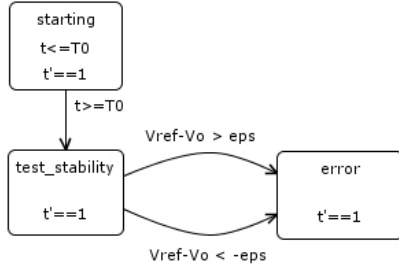 starting
t<=T0
t'==1
t>=T0
Vref-Vo > eps
test_stability
t'==1
error
t'==1
Vref-Vo < -eps